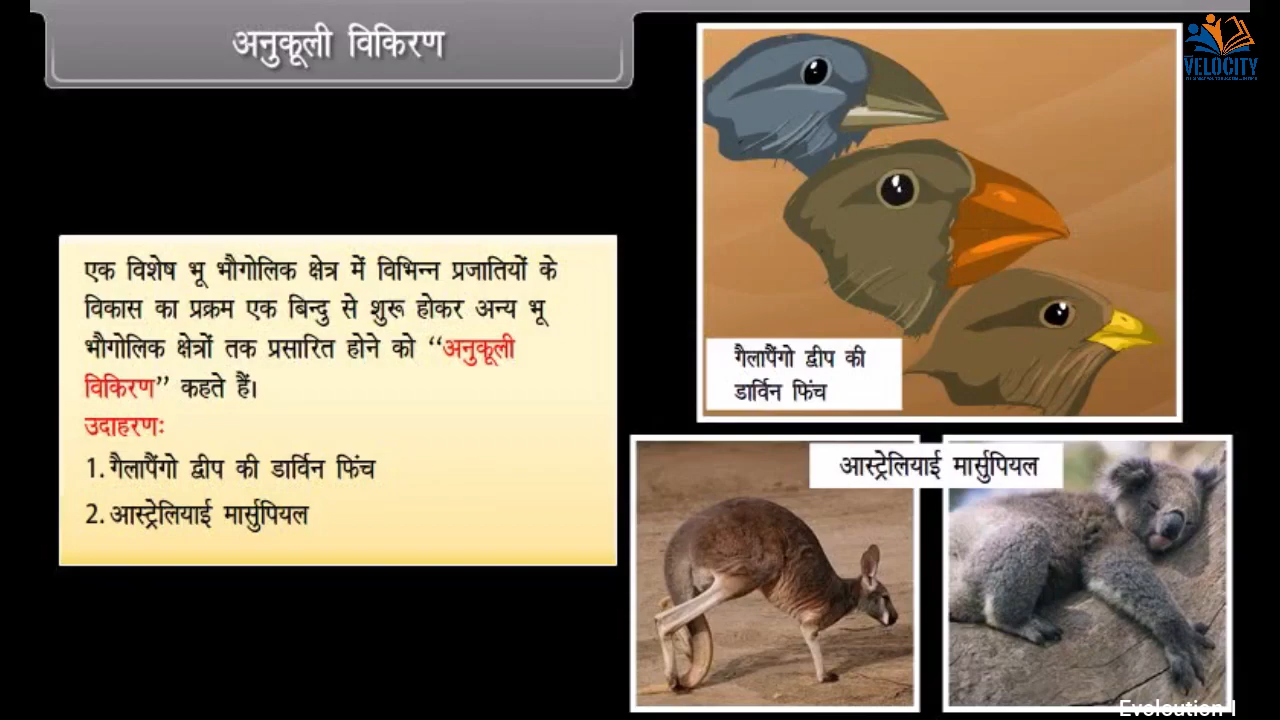 अनुकूली विकिरण
VELOCITY
एक विशेष भू भौगोलिक क्षेत्र में विभिन्न प्रजातियों के
विकास का प्रक्रम एक बिन्दु से शुरू होकर अन्य भू
भौगोलिक क्षेत्रों तक प्रसारित होने को “अनुकूली
विकिरण” कहते हैं।
उदाहरणः
1. गैलापैंगो द्वीप की डार्विन फिंच
2. आस्ट्रेलियाई मार्सुपियल
गैलापैंगो द्वीप की
डार्विन फिंच
आस्ट्रेलियाई मार्सुपियल
Evoloution I